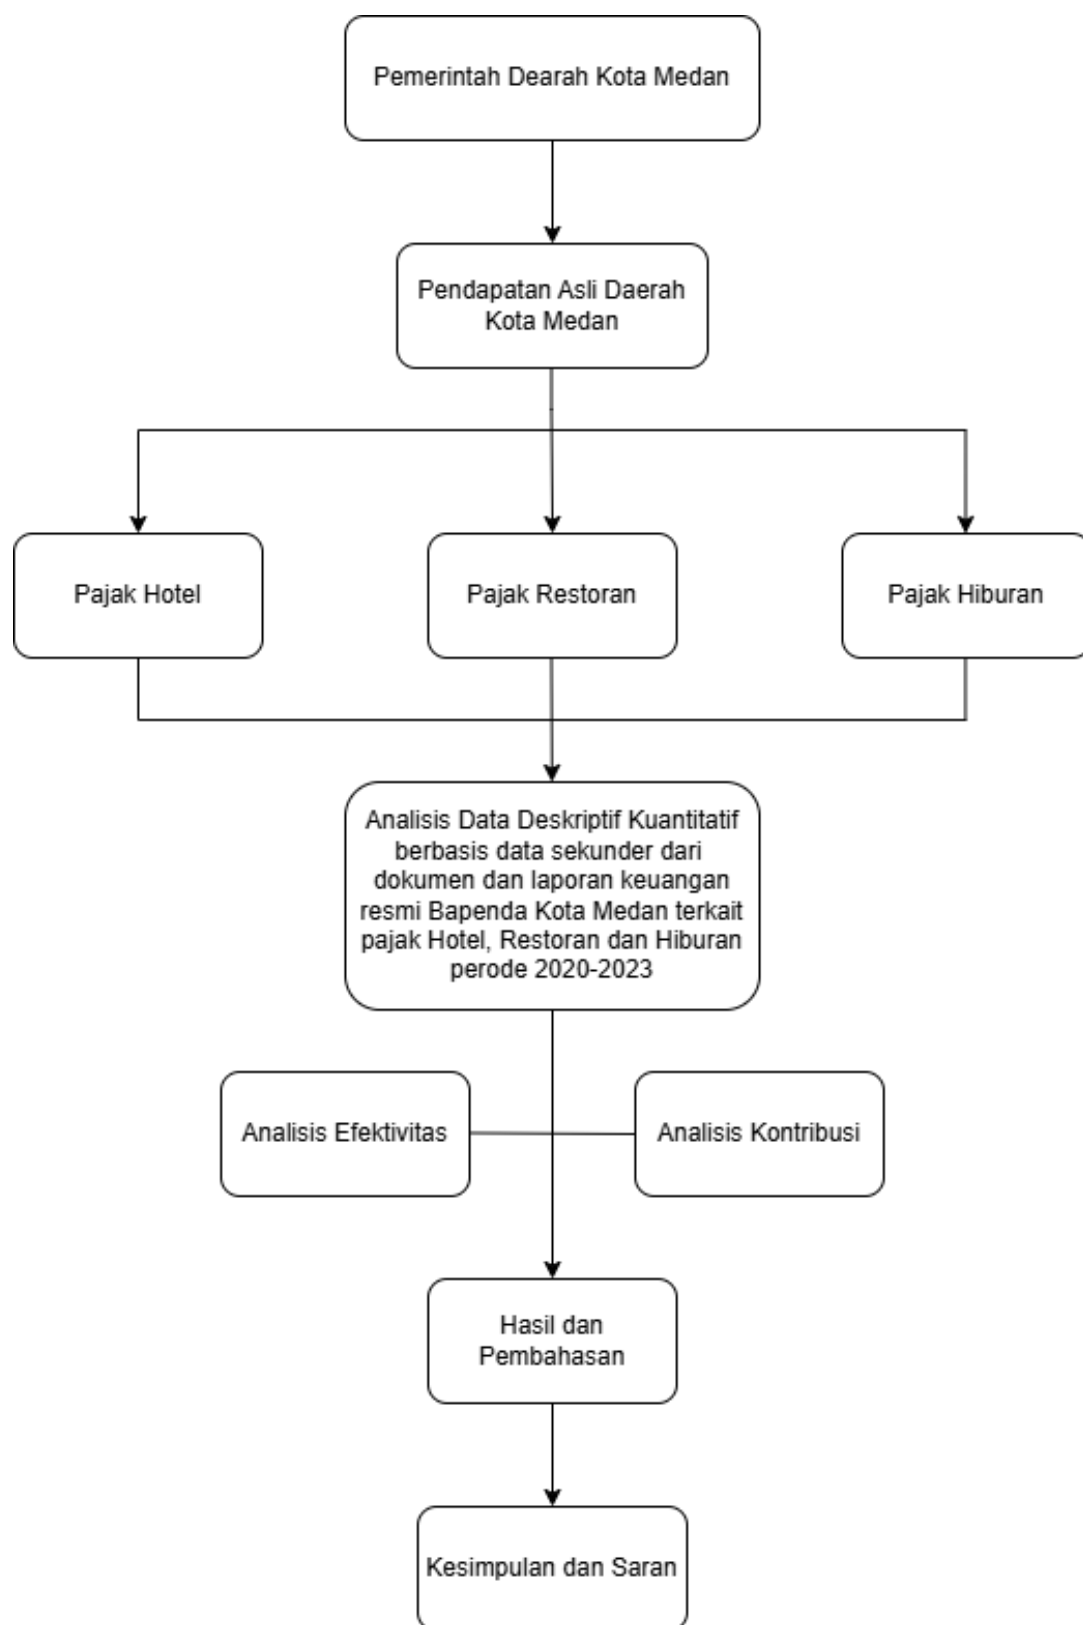 Pemerintah Dearah Kota Medan
Pendapatan Asli Daerah
Kota Medan
Pajak Hotel
Pajak Restoran
Pajak Hiburan
Analisis Data Deskriptif Kuantitatif
berbasis data sekunder dari
dokumen dan laporan keuangan
resmi Bapenda Kota Medan terkait
pajak Hotel, Restoran dan Hiburan
perode 2020-2023
Analisis Efektivitas
Analisis Kontribusi
Hasil dan
Pembahasan
Kesimpulan dan Saran